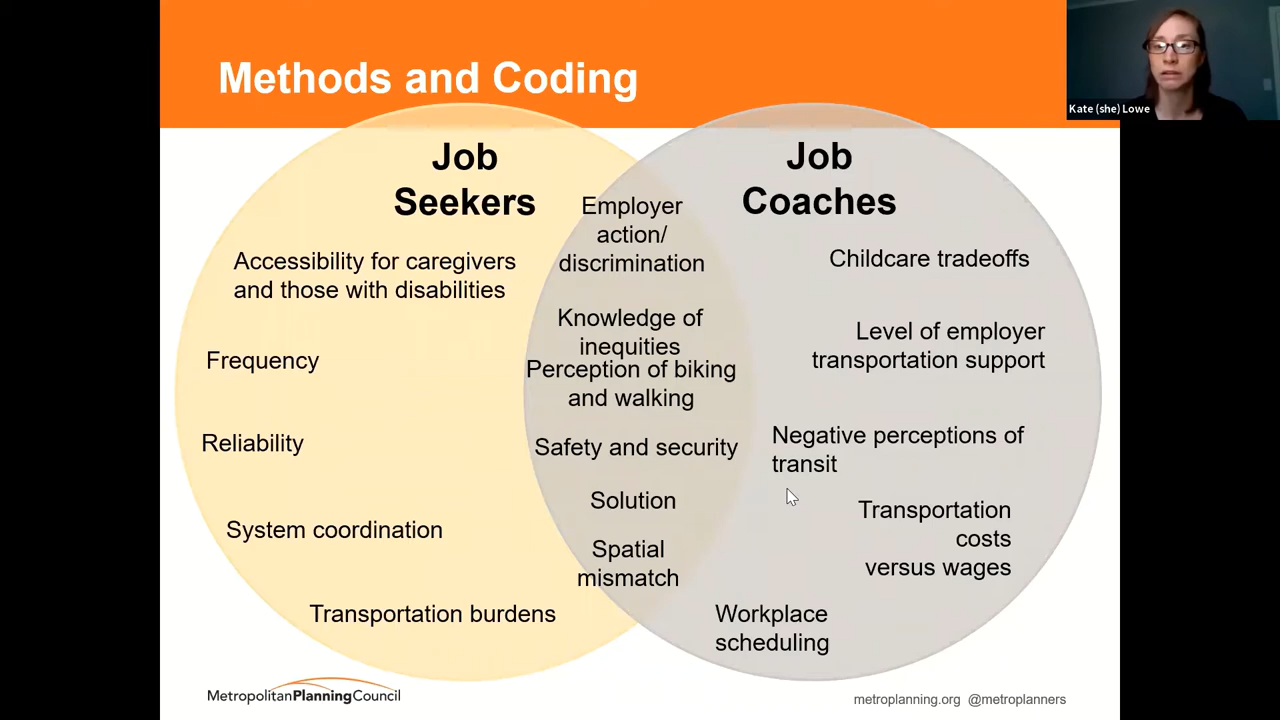 Methods and Coding
Kate (she) Lowe
Job
Seekers
Accessibility for caregivers
and those with disabilities
Frequency
Reliability
System coordination
Transportation burdens
Employer
action/
discrimination
Knowledge of
inequities
Perception of biking
and walking
Safety and security
Solution
Spatial
mismatch
Job
Coaches
Childcare tradeoffs
Level of employer
transportation support
Negative perceptions of
transit
Transportation
costs
versus wages
Workplace
scheduling
MetropolitanPlanningCouncil
metroplanning.org @metroplanners